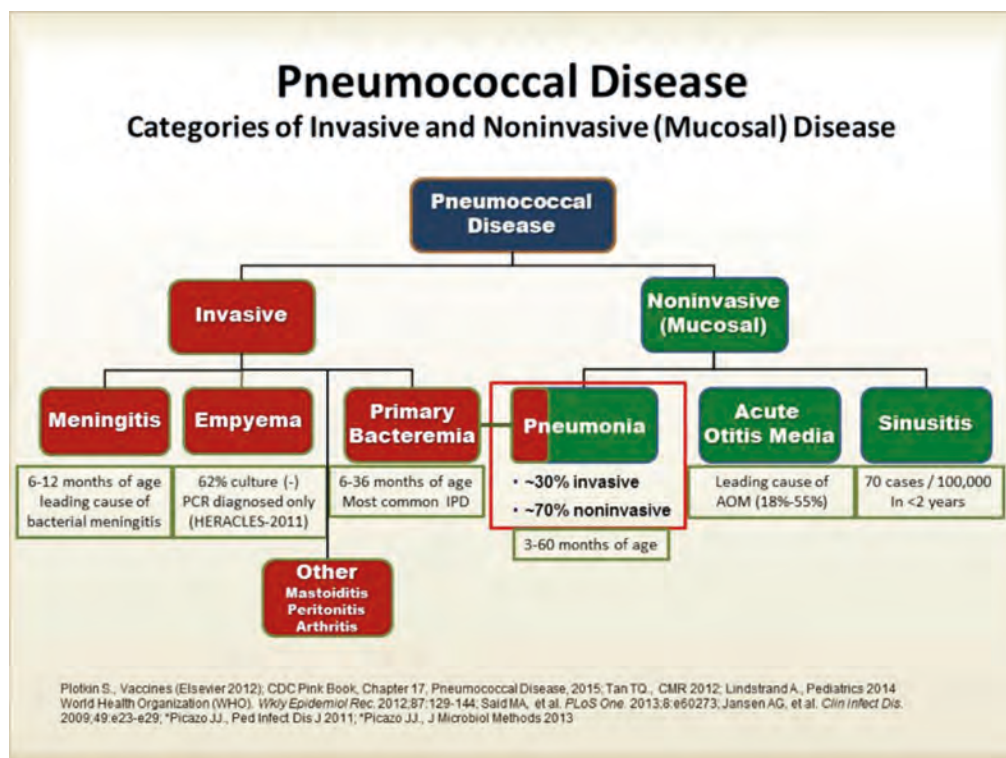 Pneumococcal Disease
Categories of Invasive and Noninvasive (Mucosal) Disease
Pneumococcal
Disease
Invasive
Noninvasive
(Mucosal)
Meningitis
6-12 months of age
leading cause of
bacterial meningitis
Empyema
62% culture (-)
PCR diagnosed only
(HERACLES-2011)
Primary
Bacteremia
6-36 months of age
Most common IPD
Pneumonia
• ~30% invasive
• ~70% noninvasive
3-60 months of age
Acute
Otitis Media
Leading cause of
AOM (18%-55%)
Sinusitis
70 cases / 100,000
In <2 years
Other
Mastoiditis
Peritonitis
Arthritis
Plotkin S., Vaccines (Elsevier 2012); CDC Pink Book, Chapter 17, Pneumococcal Disease, 2015; Tan TQ., CMR 2012; Lindstrand A., Pediatrics 2014
World Health Organization (WHO). Wkly Epidemiol Rec. 2012;87:129-144; Said MA, et al. PLoS One. 2013;8:e60273; Jansen AG, et al. Clin Infect Dis.
2009;49:e23-e29; *Picazo JJ., Ped Infect Dis J 2011; *Picazo JJ., J Microbiol Methods 2013